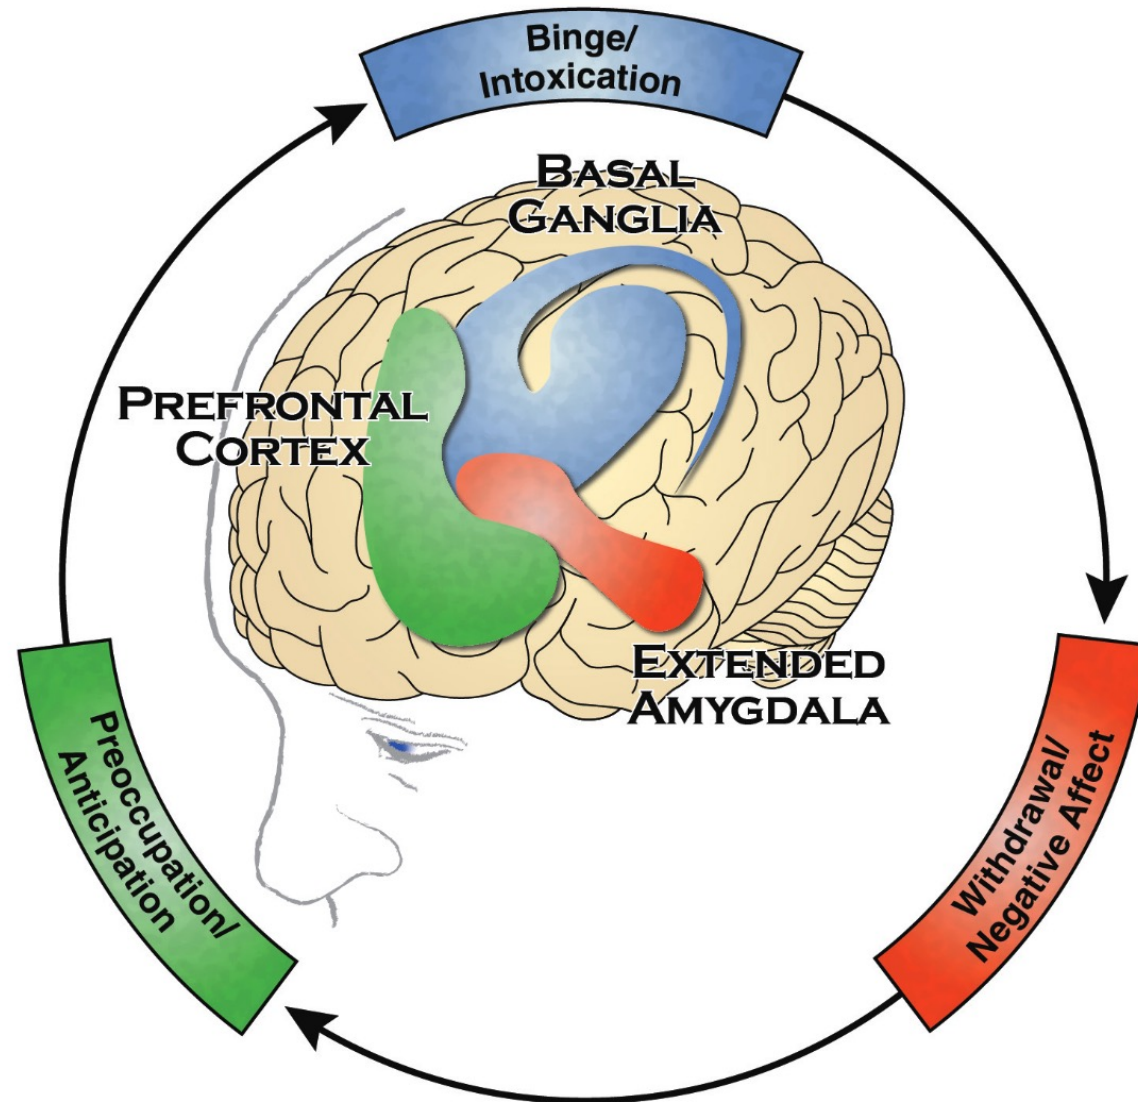 Binge/
Intoxication
BASAL
GANGLIA
PREFRONTAL
CORTEX
EXTENDED
AMYGDALA
Withdrawal/
Negative Affect
Preoccupation/
Anticipation